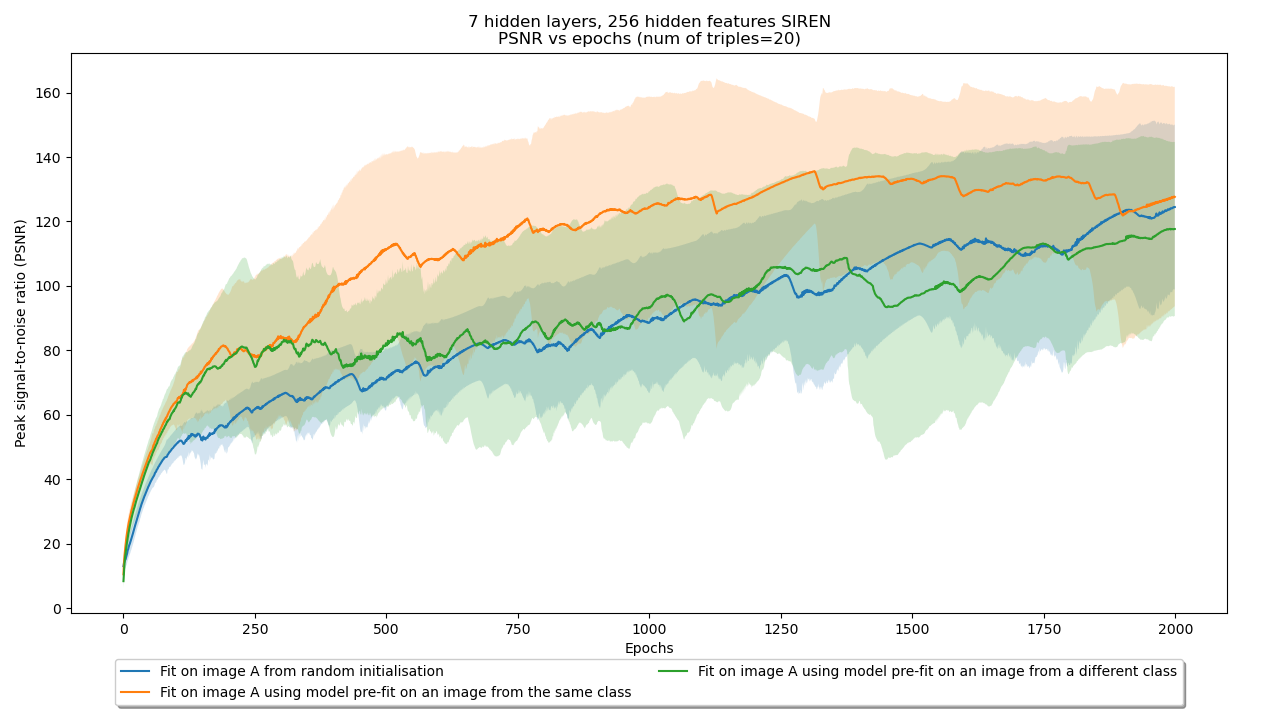 7 hidden layers, 256 hidden features SIREN
PSNR vs epochs (num of triples=20)
Peak signal-to-noise ratio (PSNR)
160
140
120
100
80
60
40
20
0
0 250 500 750 1000 1250 1500 1750 2000
Epochs
Fit on image A from random initialisation
Fit on image A using model pre-fit on an image from the same class
Fit on image A using model pre-fit on an image from a different class